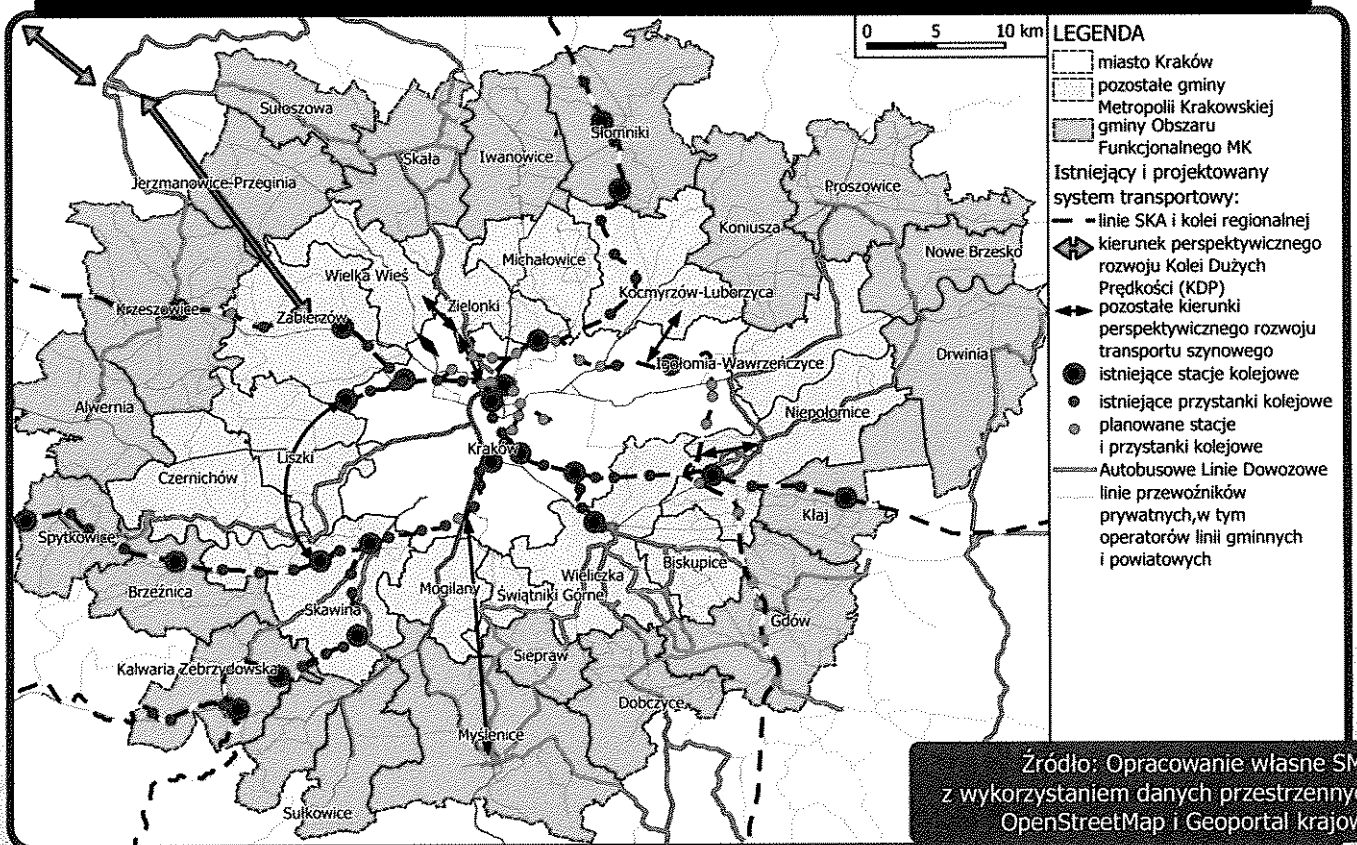 0 5 10 km
LEGENDA
miasto Kraków
pozostałe gminy
Metropolii Krakowskiej
gminy Obszaru
Funkcjonalnego MK
Istniejący i projektowany
system transportowy:
linie SKA i kolei regionalnej
kierunek perspektywicznego
rozwoju Kolei Dużych
Prędkości (KDP)
pozostałe kierunki
perspektywicznego rozwoju
transportu szynowego
istniejące stacje kolejowe
istniejące przystanki kolejowe
planowane stacje
i przystanki kolejowe
Autobusowe Linie Dowozowe
linie przewoźników
prywatnych,w tym
operatorów linii gminnych
i powiatowych
Sułoszowa
Skała
Iwanowice
Słomniki
Jerzmanowice-Przeginia
Proszowice
Koniusza
Nowe Brzesko
Michałowice
Wielka Wieś
Kocmyrzów-Luborzyca
Zielonki
Krzeszowice
Zabierzów
Drwinia
Igołomia-Wawrzeńczyce
Alwernia
Niepołomice
Kraków
Liszki
Czernichów
Kłaj
Spytkowice
Biskupice
Wieliczka
Mogilany
Brzeźnica
Świątniki Górne
Skawina
Gdów
Siepraw
Kalwaria Zebrzydowska
Dobczyce
Myślenice
Sułkowice
Źródło: Opracowanie własne SM
z wykorzystaniem danych przestrzennyc
OpenStreetMap i Geoportal krajow